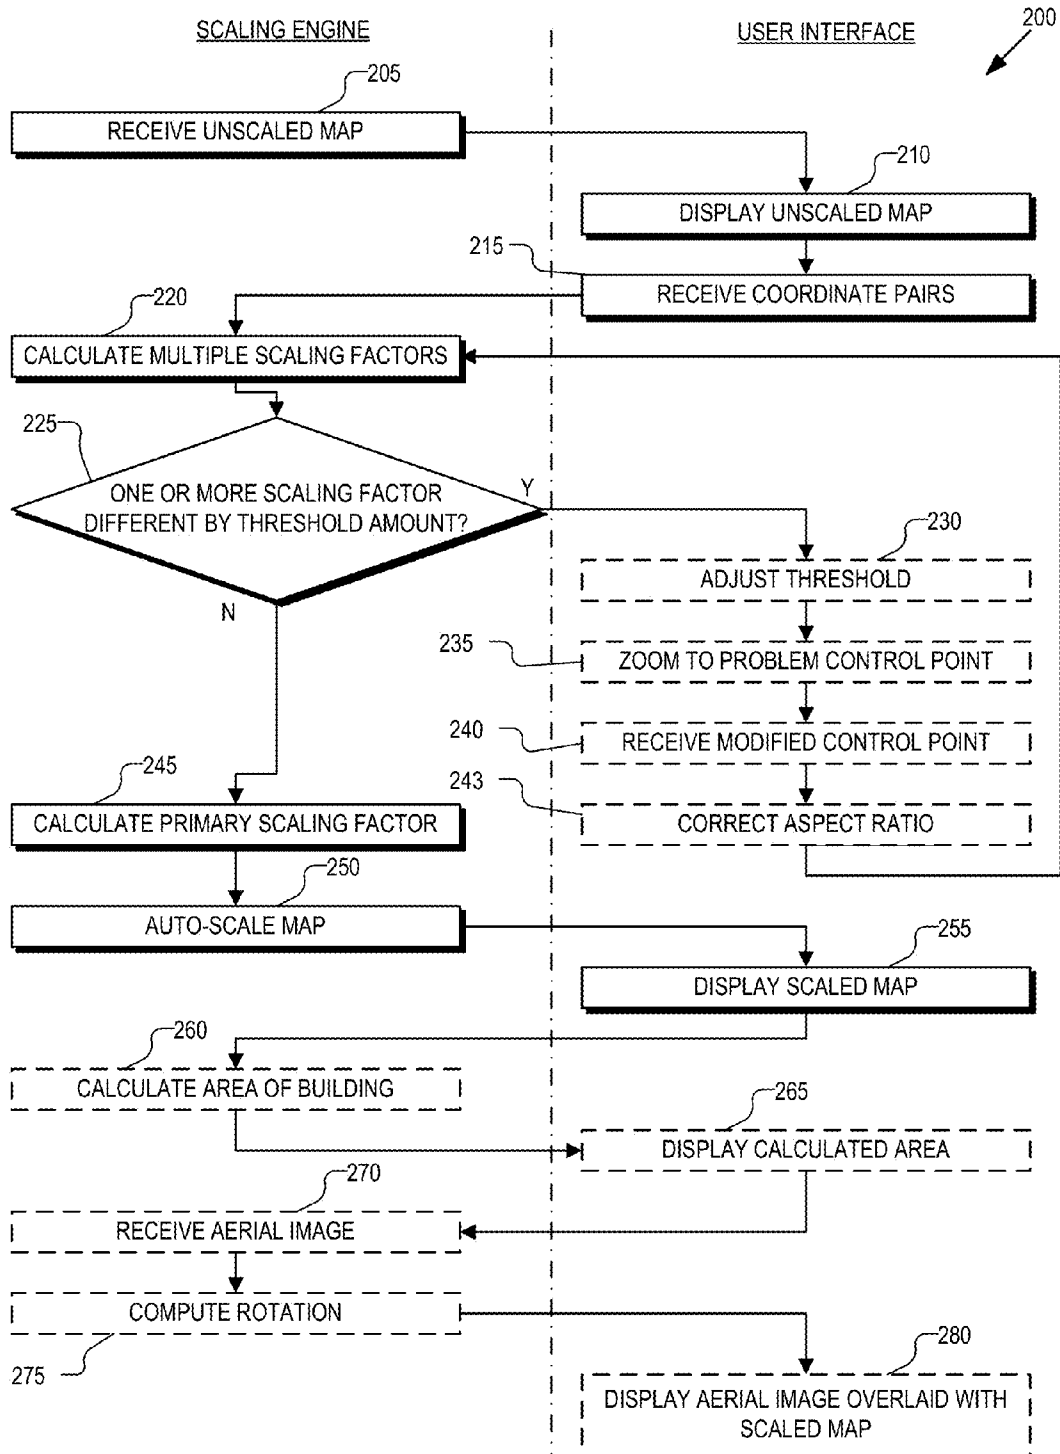 SCALING ENGINE
USER INTERFACE
200
205
RECEIVE UNSCALED MAP
210
DISPLAY UNSCALED MAP
215
RECEIVE COORDINATE PAIRS
220
CALCULATE MULTIPLE SCALING FACTORS
225
ONE OR MORE SCALING FACTOR
DIFFERENT BY THRESHOLD AMOUNT?
Y
N
230
ADJUST THRESHOLD
235
ZOOM TO PROBLEM CONTROL POINT
240
RECEIVE MODIFIED CONTROL POINT
243
CORRECT ASPECT RATIO
245
CALCULATE PRIMARY SCALING FACTOR
250
AUTO-SCALE MAP
255
DISPLAY SCALED MAP
260
CALCULATE AREA OF BUILDING
265
DISPLAY CALCULATED AREA
270
RECEIVE AERIAL IMAGE
COMPUTE ROTATION
275
280
DISPLAY AERIAL IMAGE OVERLAID WITH
SCALED MAP